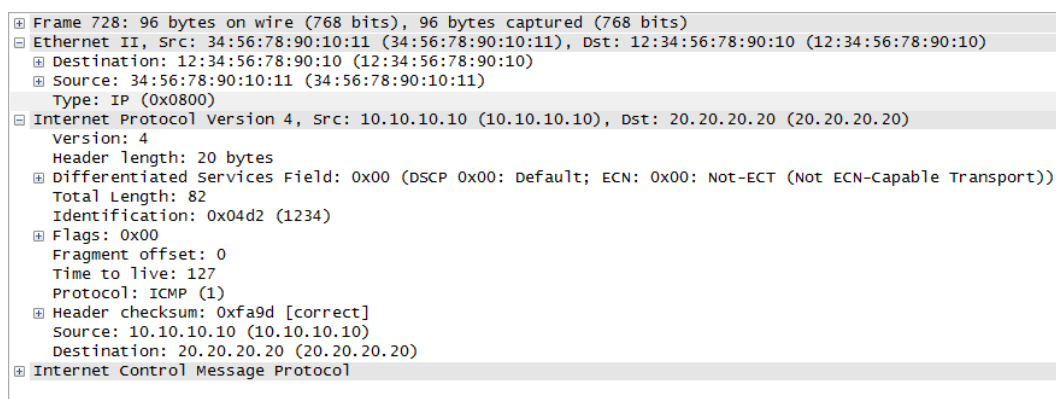 Frame 728: 96 bytes on wire (768 bits), 96 bytes captured (768 bits)
Ethernet II, Src: 34:56:78:90:10:11 (34:56:78:90:10:11), Dst: 12:34:56:78:90:10 (12:34:56:78:90:10)
Destination: 12:34:56:78:90:10 (12:34:56:78:90:10)
Source: 34:56:78:90:10:11 (34:56:78:90:10:11)
Type: IP (0x0800)
Internet Protocol Version 4, Src: 10.10.10.10 (10.10.10.10), Dst: 20.20.20.20 (20.20.20.20)
Version: 4
Header length: 20 bytes
Differentiated Services Field: 0x00 (DSCP 0x00: Default; ECN: 0x00: Not-ECT (Not ECN-Capable Transport))
Total Length: 82
Identification: 0x04d2 (1234)
Flags: 0x00
Fragment offset: 0
Time to live: 127
Protocol: ICMP (1)
Header checksum: 0xfa9d [correct]
Source: 10.10.10.10 (10.10.10.10)
Destination: 20.20.20.20 (20.20.20.20)
Internet Control Message Protocol